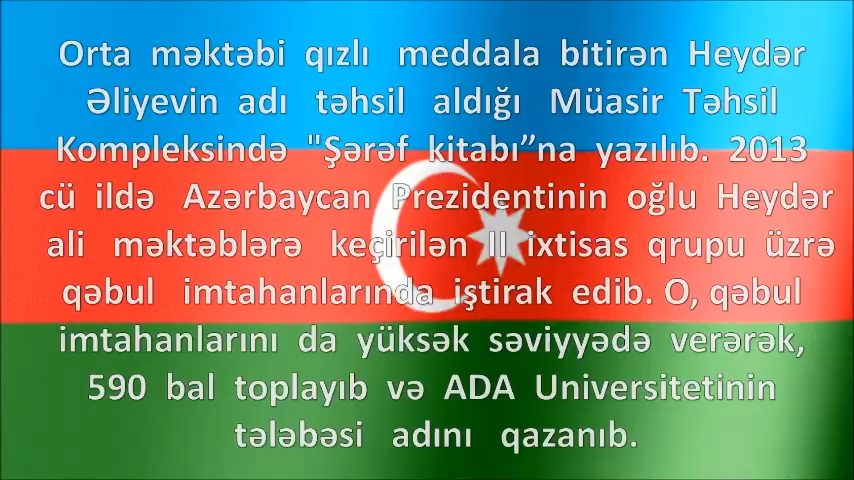 Orta məktəbi qızlı meddala bitirən Heydər
Əliyevin adı təhsil aldığı Müasir Təhsil
Kompleksində "Şərəf kitabı”na yazılıb. 2013
cü ildə Azərbaycan Prezidentinin oğlu Heydər
ali məktəblərə keçirilən II ixtisas qrupu üzrə
qəbul imtahanlarında iştirak edib. O, qəbul
imtahanlarını da yüksək səviyyədə verərək,
590 bal toplayıb və ADA Universitetinin
tələbəsi adını qazanıb.